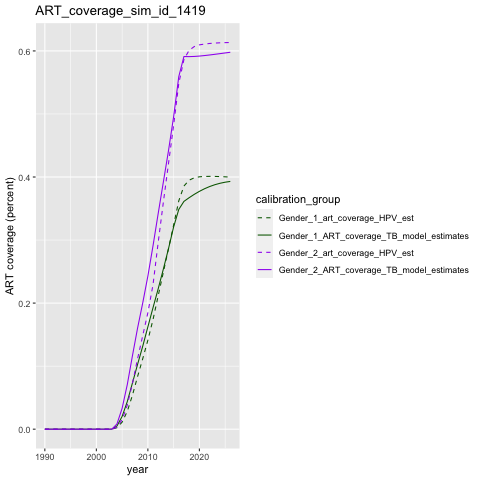 ART_coverage_sim_id_1419
ART coverage (percent)
0.6
0.4
0.2
0.0
1990
2000
2010
2020
year
calibration_group
Gender_1_art_coverage_HPV_est
Gender_1_ART_coverage_TB_model_estimates
Gender_2_art_coverage_HPV_est
Gender_2_ART_coverage_TB_model_estimates